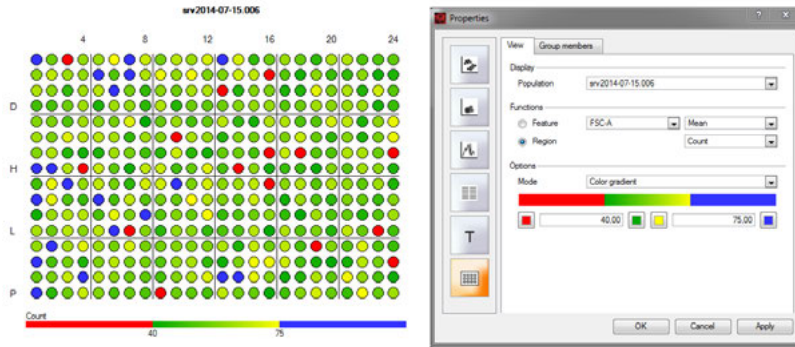 srv2014-07-15.006
4 8 12 16 20 24
D
H
L
P
Count
40 75
Properties
View Group members
Display
Population srv2014-07-15.006
Functions
Feature FSC-A Mean
Region Count
Options
Mode Color gradient
40.00 75.00
T
OK Cancel Apply